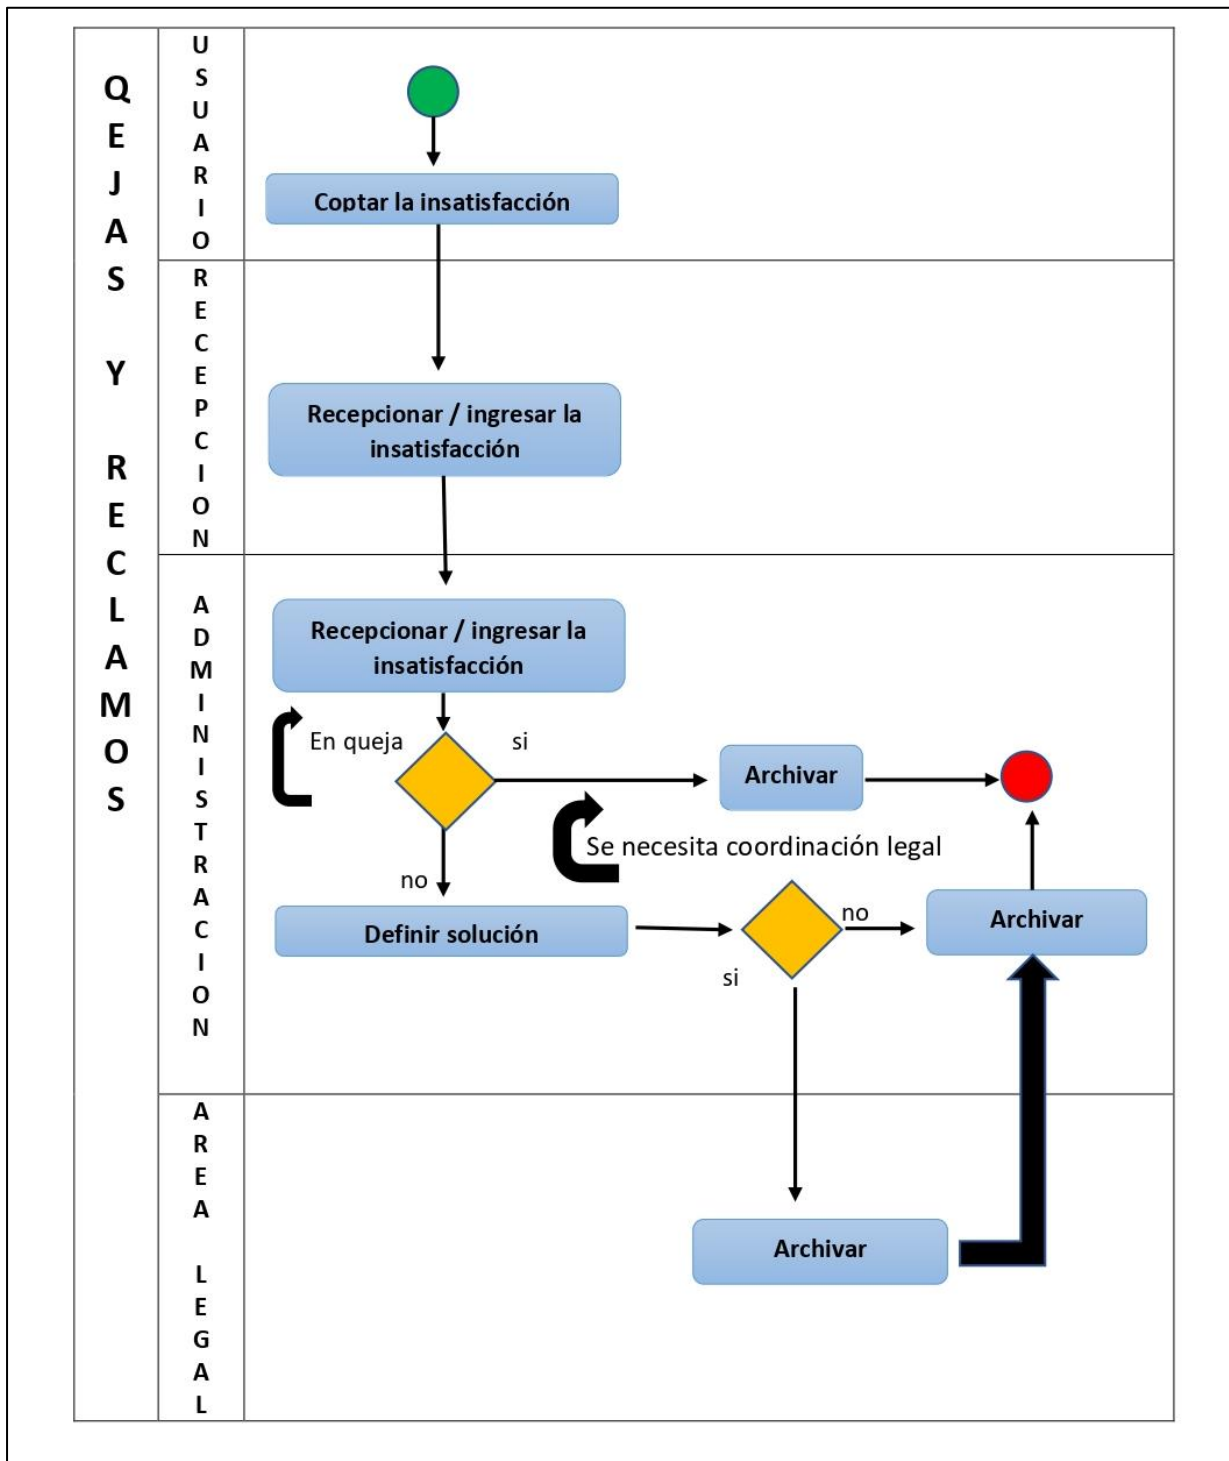 QEJAS Y RECLAMOS
USUARIO
Coptar la insatisfacción
RECEPCION
Recepcionar / ingresar la
insatisfacción
ADMINISTRACION
Recepcionar / ingresar la
insatisfacción
En queja
si
Archivar
Se necesita coordinación legal
no
Definir solución
no
Archivar
si
AREA LEGAL
Archivar